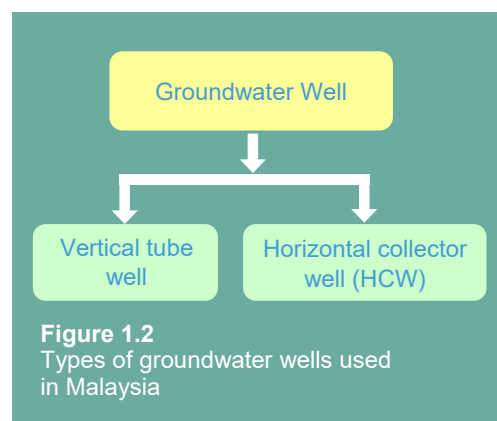 Groundwater Well
Vertical tube
well
Horizontal collector
well (HCW)
Figure 1.2
Types of groundwater wells used
in Malaysia